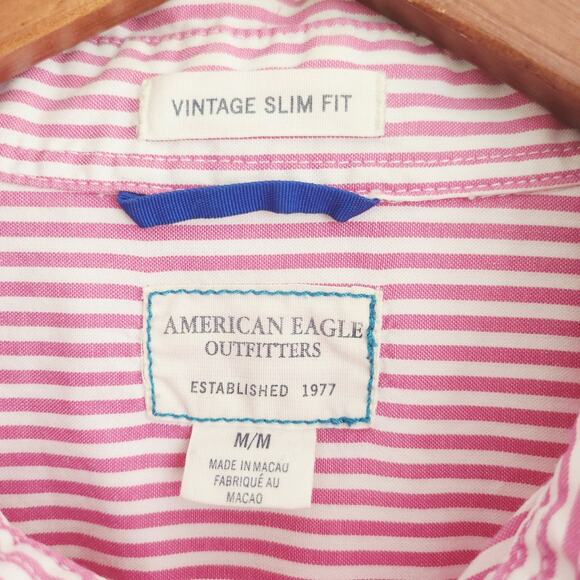 VINTAGE SLIM FIT
AMERICAN EAGLE
OUTFITTERS
ESTABLISHED 1977
M/M
MADE IN MACAU
FABRIQUÉ AU
MACAO